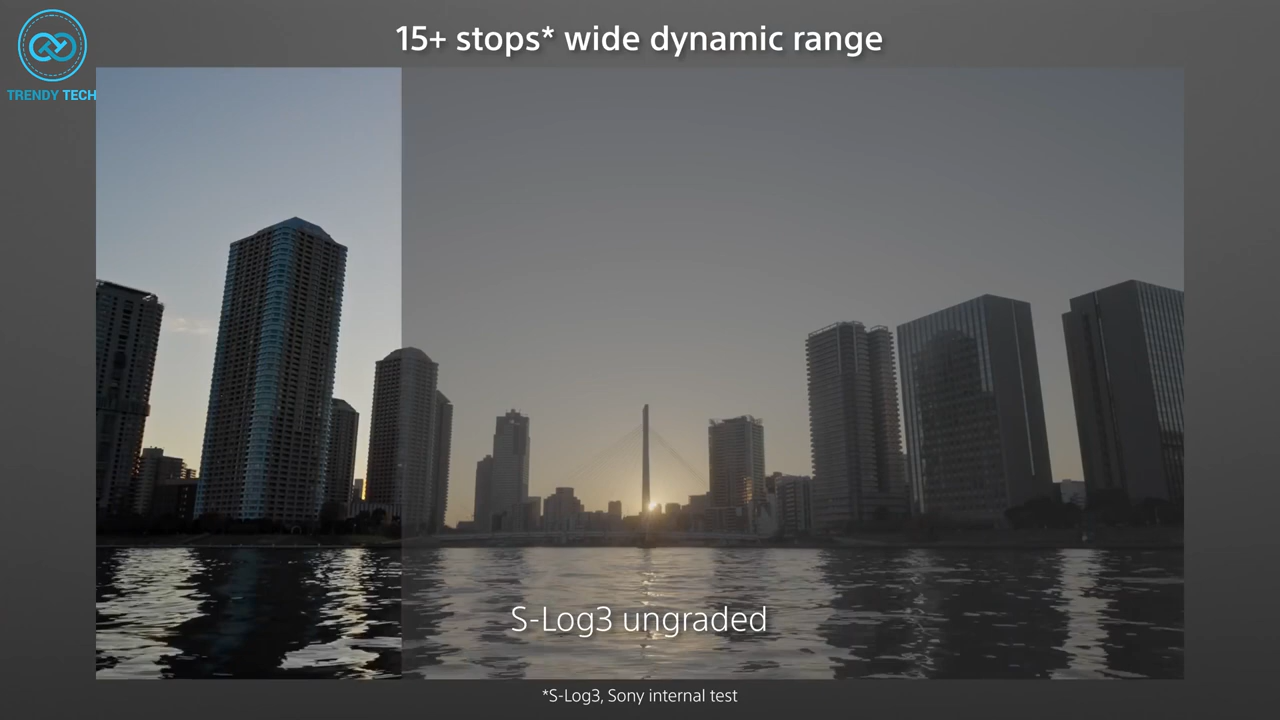 15+ stops* wide dynamic range
TRENDY TECH
S-Log3 ungraded
*S-Log3, Sony internal test